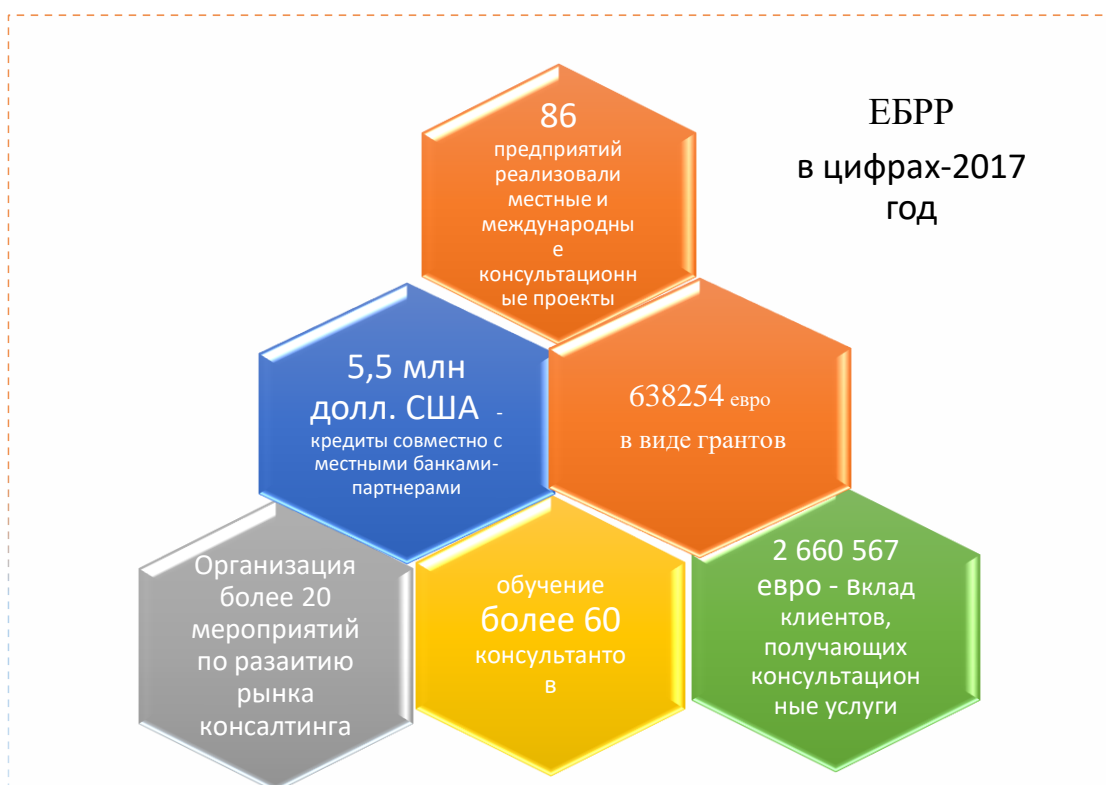 ЕБРР
в цифрах-2017
год
86
предприятий
реализовали
местные и
международны
е
консультационн
ые проекты
5,5 млн
долл. США -
кредиты совместно с
местными банками-
партнерами
638254 евро
в виде грантов
Организация
более 20
мероприятий
по разаитию
рынка
консалтинга
обучение
более 60
консультанто
в
2 660 567
евро - вклад
клиентов,
получающих
консультацион
ные услуги